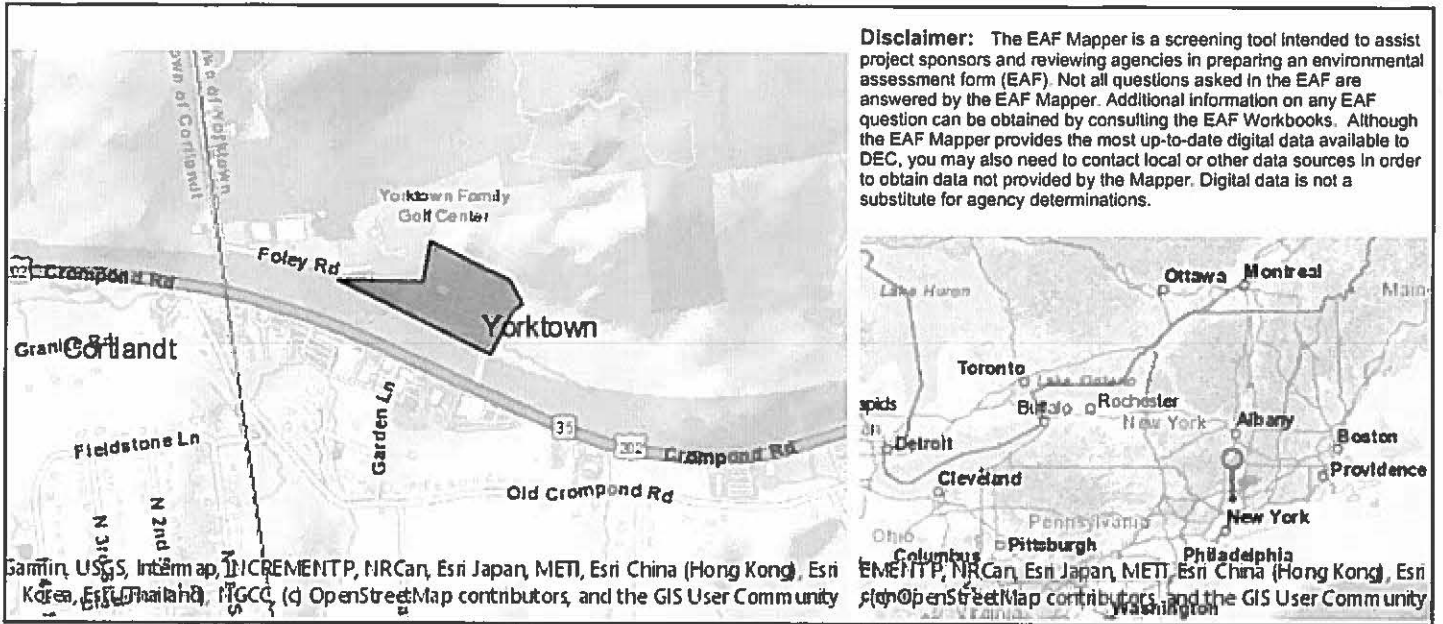 Disclaimer: The EAF Mapper is a screening tool intended to assist
project sponsors and reviewing agencies in preparing an environmental
assessment form (EAF). Not all questions asked in the EAF are
answered by the EAF Mapper. Additional information on any EAF
question can be obtained by consulting the EAF Workbooks. Although
the EAF Mapper provides the most up-to-date digital data available to
DEC, you may also need to contact local or other data sources in order
to obtain data not provided by the Mapper. Digital data is not a
substitute for agency determinations.
Town of Cortlandt
Town of Yorktown
Yorktown Family
Golf Center
Foley Rd
Crompond Rd
Yorktown
Cortlandt
Garden Ln
35
202
Crompond Rd
Fieldstone Ln
Old Crompond Rd
Garmin, USGS, Intermap, INCREMENT P, NRCan, Esri Japan, METI, Esri China (Hong Kong), Esri
Korea, Esri (Thailand), NGCC, (c) OpenStreetMap contributors, and the GIS User Community
Ottawa
Montreal
Lake Huron
Toronto
Lake Ontario
Buffalo
Rochester
New York
Albany
Detroit
Boston
Providence
Cleveland
New York
Pennsylvania
Ohio
Columbus
Pittsburgh
Philadelphia
EMENT P, NRCan, Esri Japan, METI, Esri China (Hong Kong), Esri
OpenStreetMap contributors, and the GIS User Community
Washington